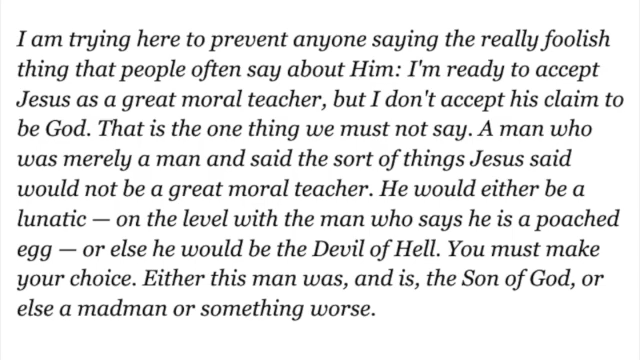 I am trying here to prevent anyone saying the really foolish
thing that people often say about Him: I'm ready to accept
Jesus as a great moral teacher, but I don't accept his claim to
be God. That is the one thing we must not say. A man who
was merely a man and said the sort of things Jesus said
would not be a great moral teacher. He would either be a
lunatic — on the level with the man who says he is a poached
egg — or else he would be the Devil of Hell. You must make
your choice. Either this man was, and is, the Son of God, or
else a madman or something worse.